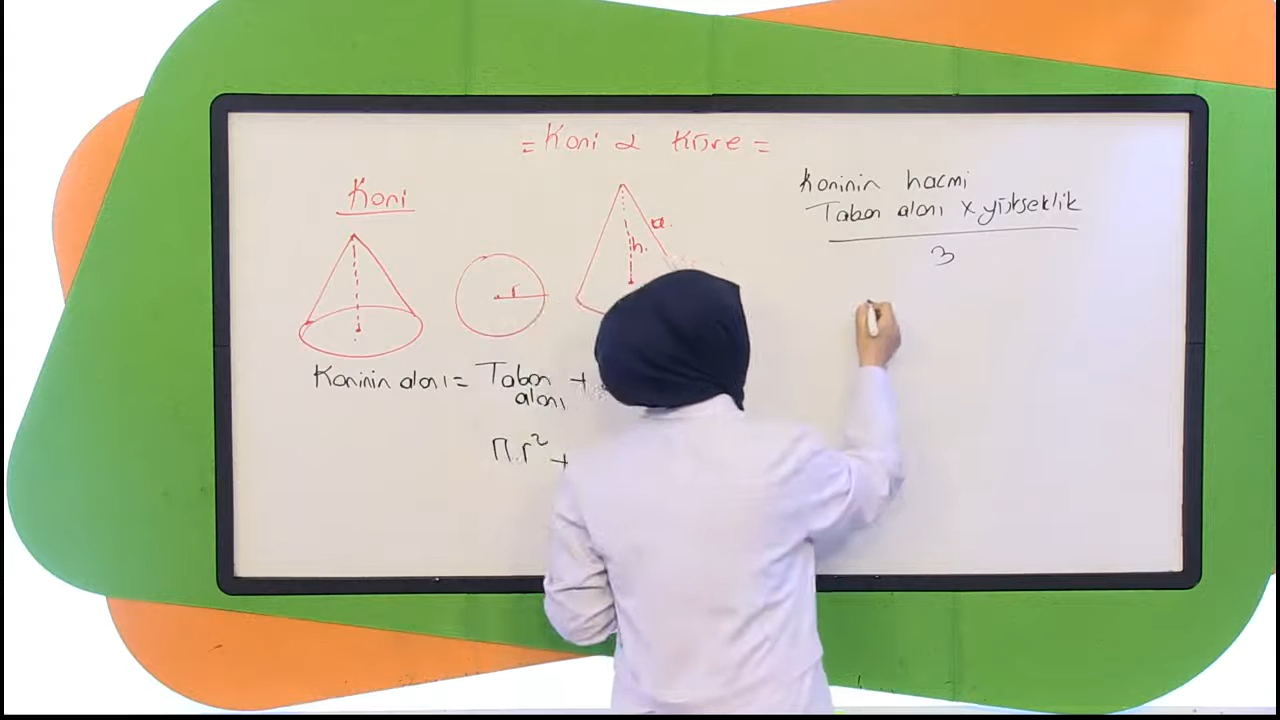 = Koni & Küre =
Koni
r
h.
a.
Koninin alanı = Taban +
alanı
π.r² +
Koninin hacmi
Taban alanı x yükseklik
3